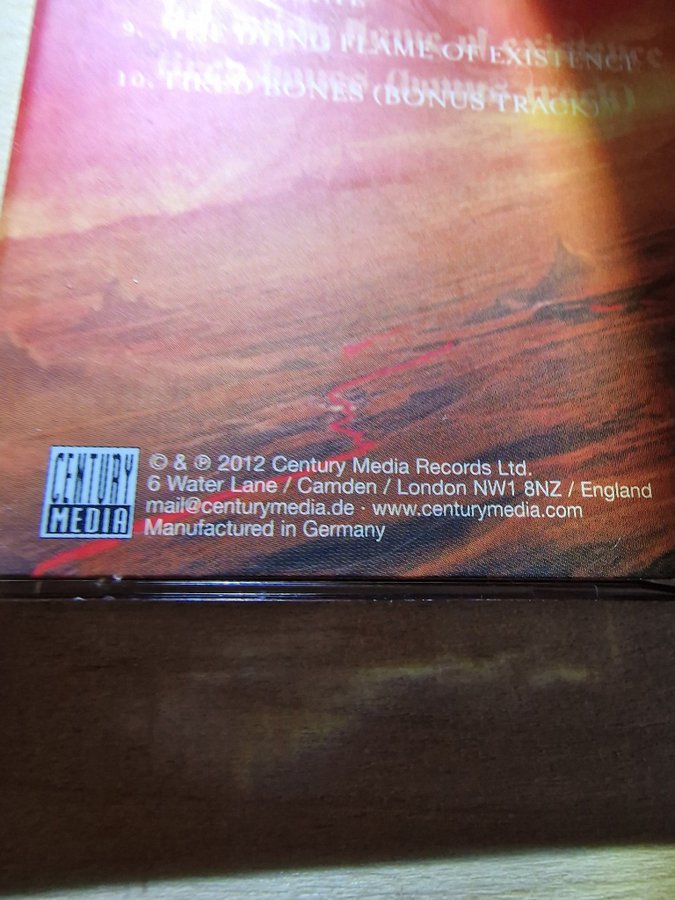 9. THE DYING FLAME OF EXISTENCE
10. TIRED BONES (BONUS TRACK)
CENTURY
MEDIA
© & ℗ 2012 Century Media Records Ltd.
6 Water Lane / Camden / London NW1 8NZ / England
mail@centurymedia.de · www.centurymedia.com
Manufactured in Germany